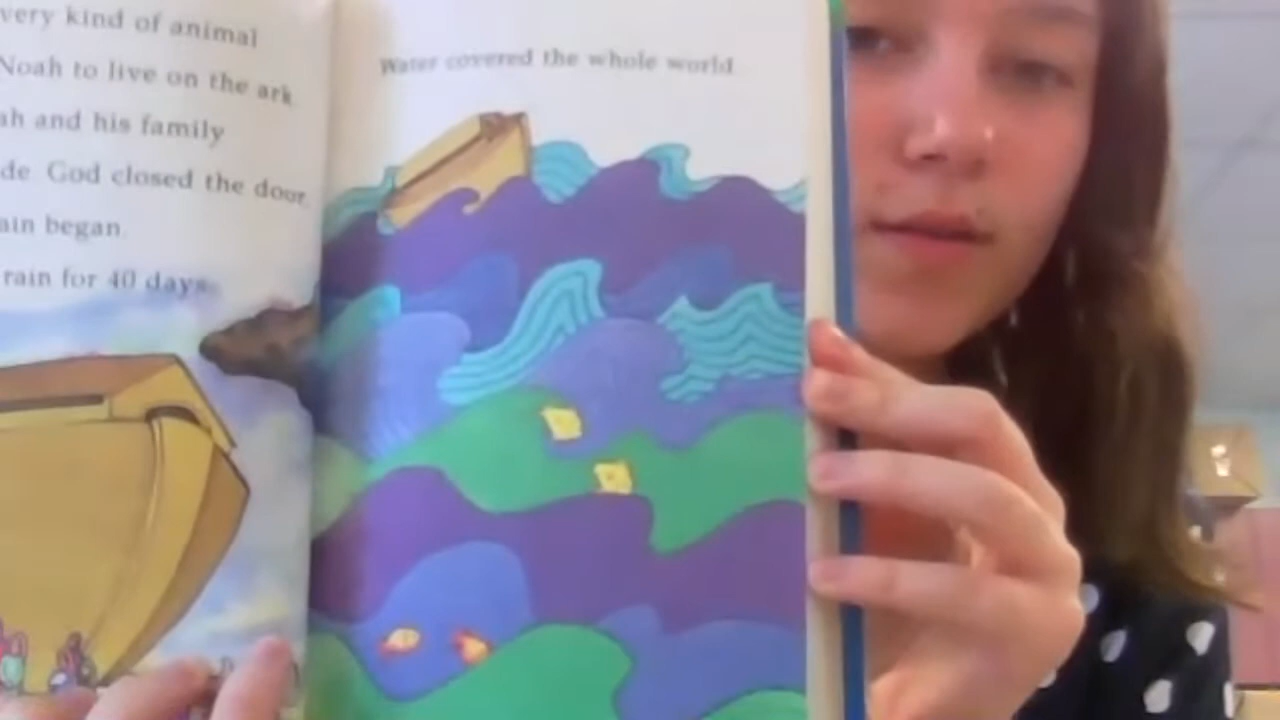 very kind of animal
Noah to live on the ark
ah and his family
de. God closed the door.
ain began.
rain for 40 days.
Water covered the whole world.